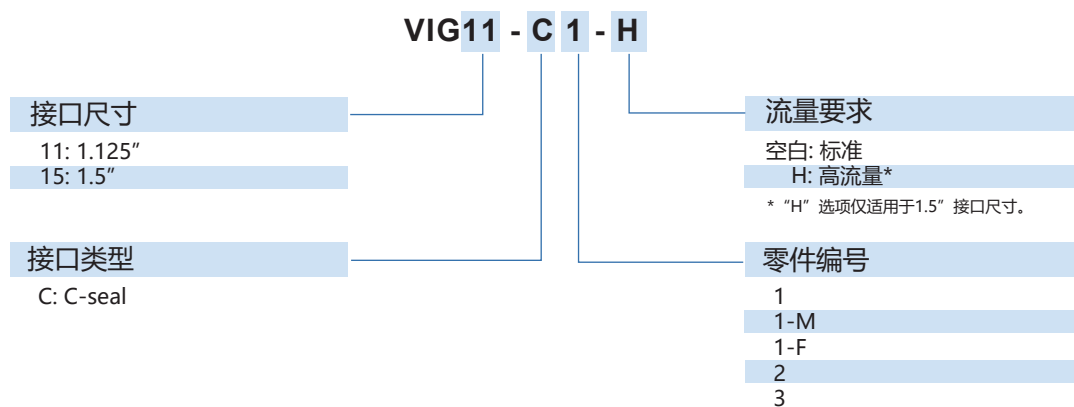 VIG11 - C 1 - H
接口尺寸
11: 1.125”
15: 1.5”
接口类型
C: C-seal
流量要求
空白: 标准
H: 高流量*
* “H” 选项仅适用于1.5” 接口尺寸。
零件编号
1
1-M
1-F
2
3